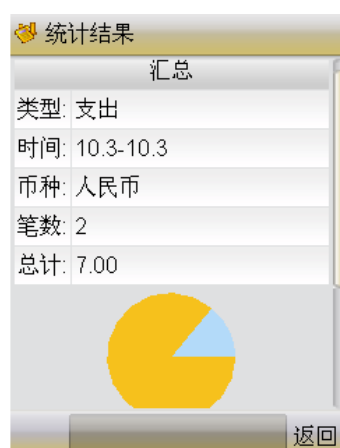 统计结果
汇总
类型: 支出
时间: 10.3-10.3
币种: 人民币
笔数: 2
总计: 7.00
返回